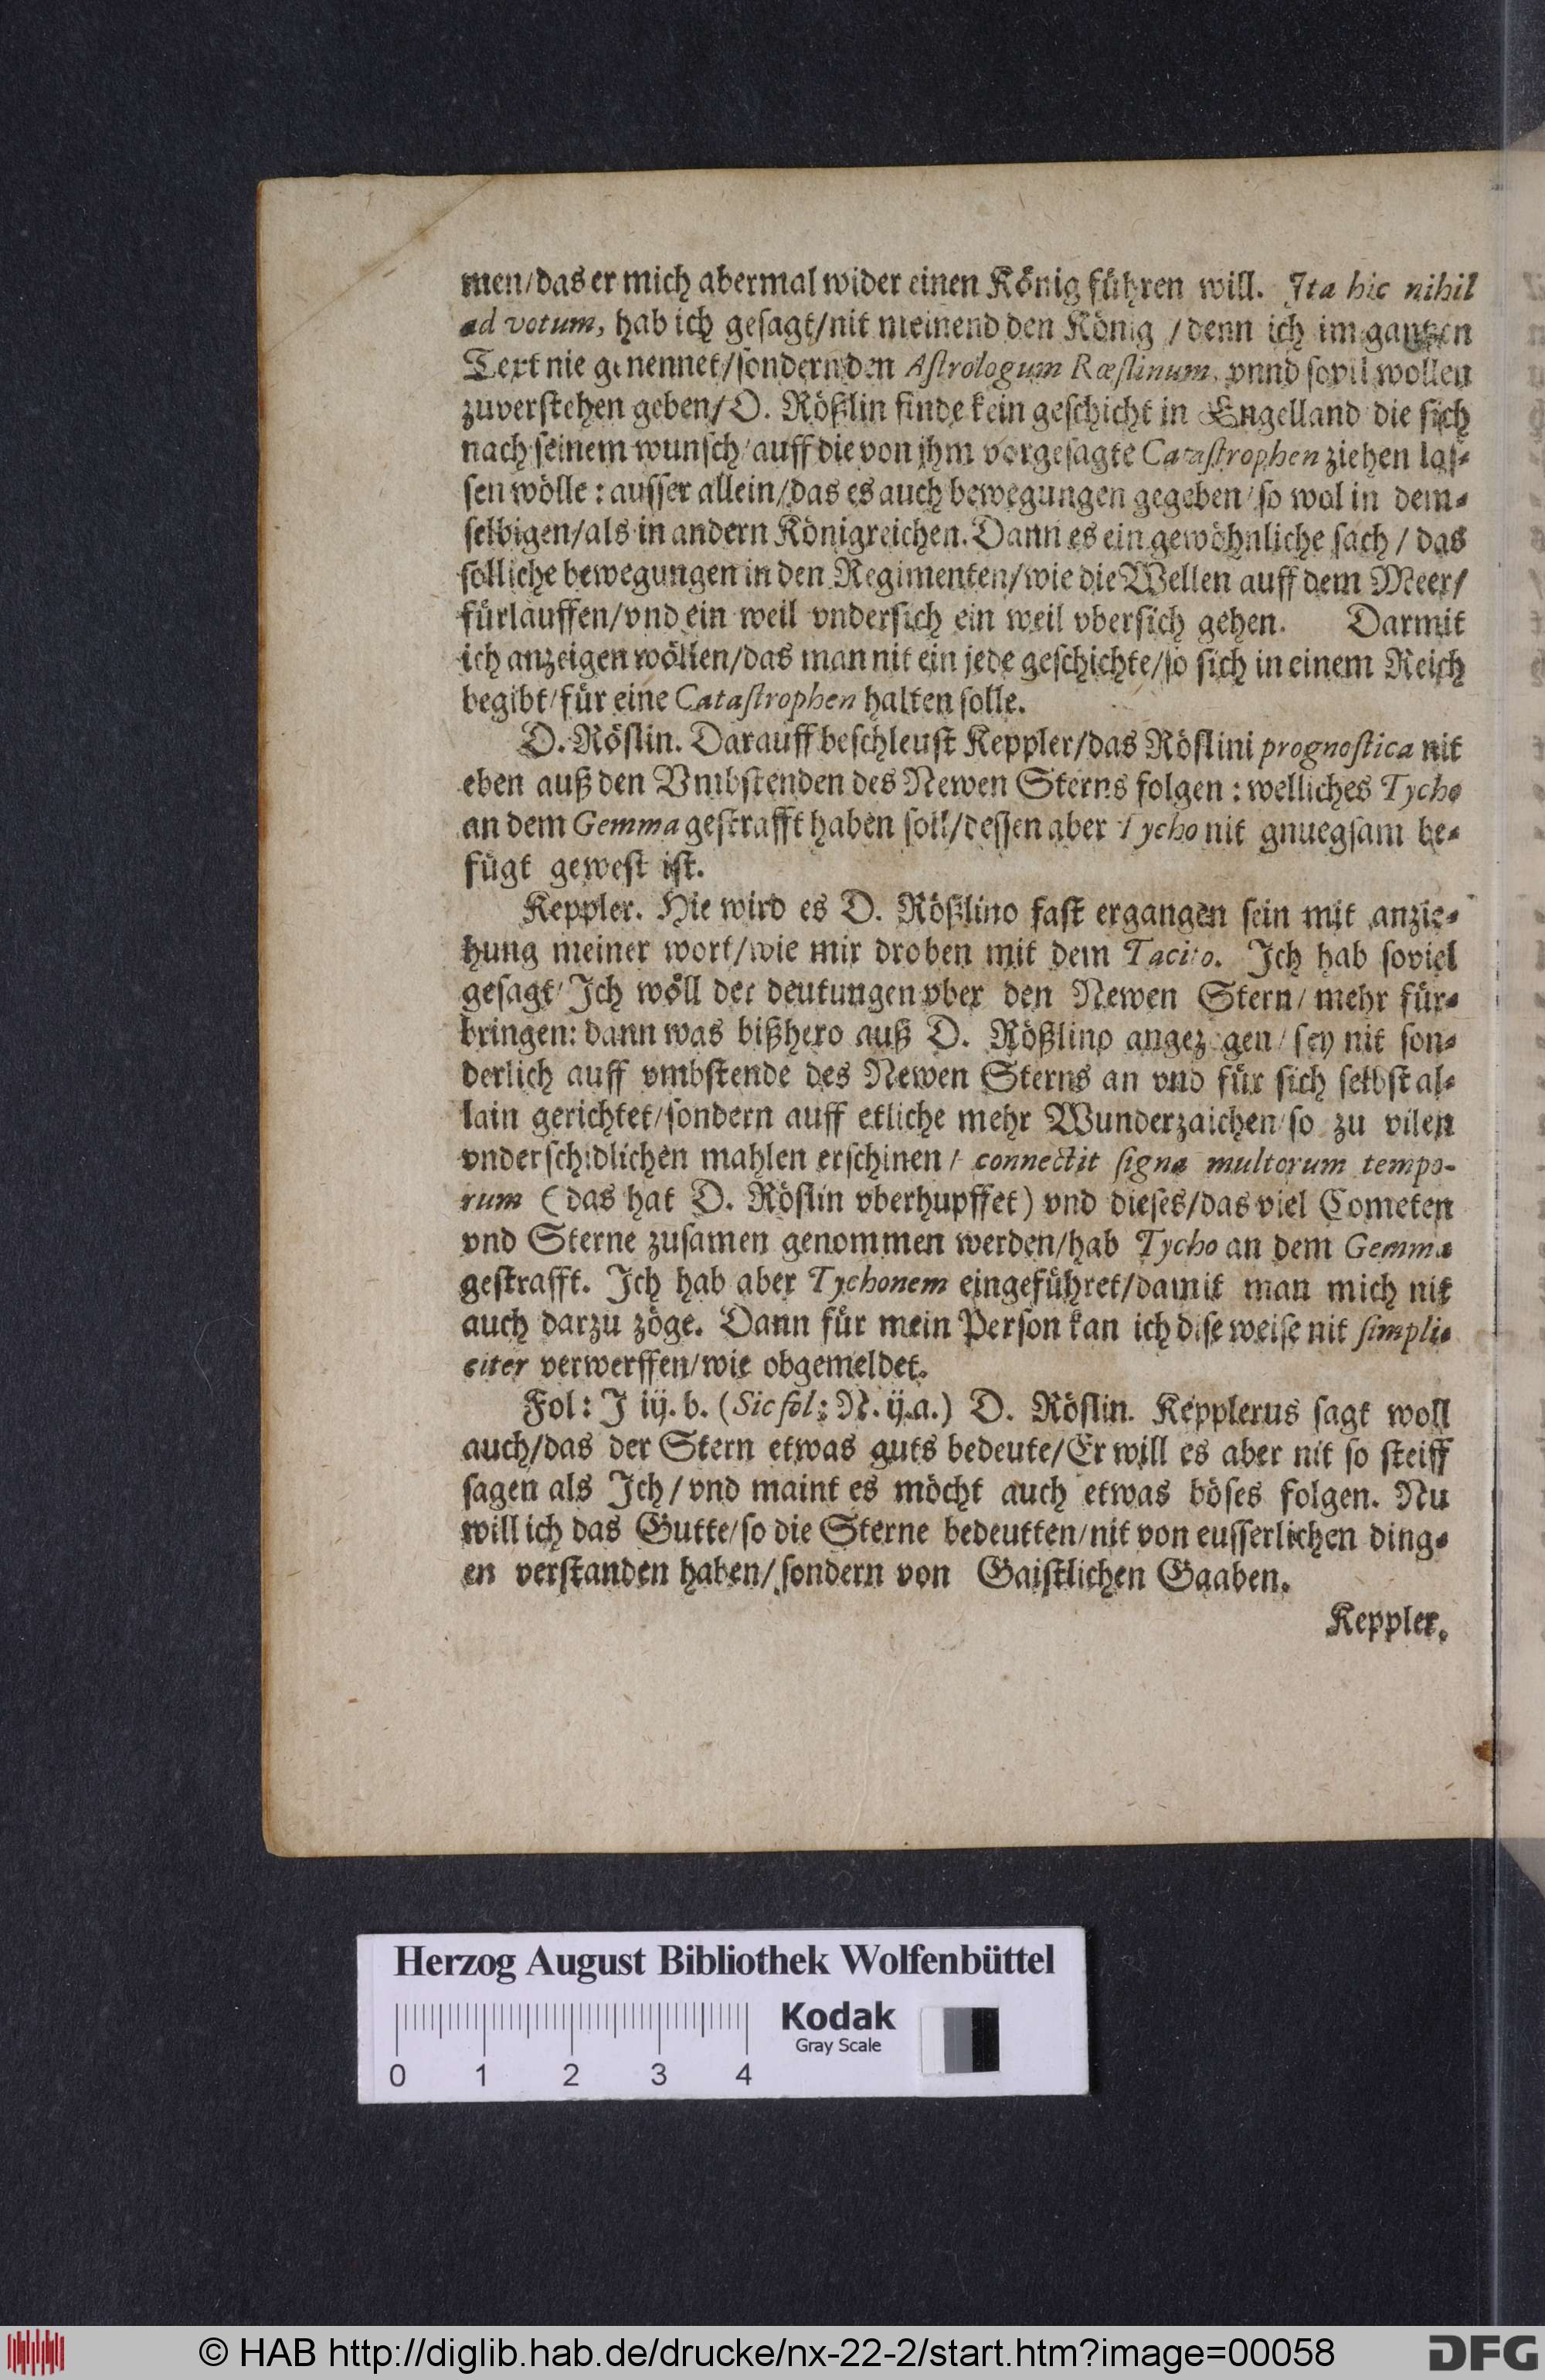 men/das er mich abermal wider einen König führen will. Ita hic nihil
ad votum, hab ich gesagt/nit meinend den König / denn ich im gantzen
Text nie genennet/sondern den Astrologum Rœslinum, vnnd sovil wollen
zuverstehen geben/D. Rößlin finde kein geschicht in Engelland die sich
nach seinem wunsch/auff die von jhm vorgesagte Catastrophen ziehen las-
sen wölle: ausser allein/das es auch bewegungen gegeben/so wol in dem-
selbigen/als in andern Königreichen. Dann es ein gewöhnliche sach / das
solliche bewegungen in den Regimenten/wie die Wellen auff dem Meer/
fürlauffen/vnd ein weil vndersich ein weil vbersich gehen. Darmit
ich anzeigen wöllen/das man nit ein jede geschichte/so sich in einem Reich
begibt/für eine Catastrophen halten solle.
D. Röslin. Darauff beschleust Keppler/das Röslini prognostica nit
eben auß den Vmbstenden des Newen Sterns folgen: welliches Tycho
an dem Gemma gestrafft haben soll/dessen aber Tycho nit gnuegsam be-
fügt gewest ist.
Keppler. Hie wird es D. Rößlino fast ergangen sein mit anzie-
hung meiner wort/wie mir droben mit dem Tacito. Ich hab soviel
gesagt/Ich wöll der deutungen vber den Newen Stern/ mehr für-
bringen: dann was bißhero auß D. Rößlino angezogen/ sey nit son-
derlich auff vmbstende des Newen Sterns an vnd für sich selbst al-
lain gerichtet/sondern auff etliche mehr Wunderzaichen/so zu vilen
vnderschidlichen mahlen erschinen / connectit signa multorum tempo-
rum (das hat D. Röslin vberhupffet) vnd dieses/das viel Cometen
vnd Sterne zusamen genommen werden/hab Tycho an dem Gemma
gestrafft. Ich hab aber Tychonem eingeführet/damit man mich nit
auch darzu zöge. Dann für mein Person kan ich dise weise nit simpli-
citer verwerffen/wie obgemeldet.
Fol: J iij. b. (Sic fol: N. ij.a.) D. Röslin. Kepplerus sagt woll
auch/das der Stern etwas guts bedeute/Er will es aber nit so steiff
sagen als Ich/vnd maint es möcht auch etwas böses folgen. Nu
will ich das Gutte/so die Sterne bedeutten/nit von eusserlichen ding-
en verstanden haben/sondern von Gaistlichen Gaaben.
Keppler.
Herzog August Bibliothek Wolfenbüttel
Kodak
Gray Scale
0 1 2 3 4
© HAB http://diglib.hab.de/drucke/nx-22-2/start.htm?image=00058
DFG